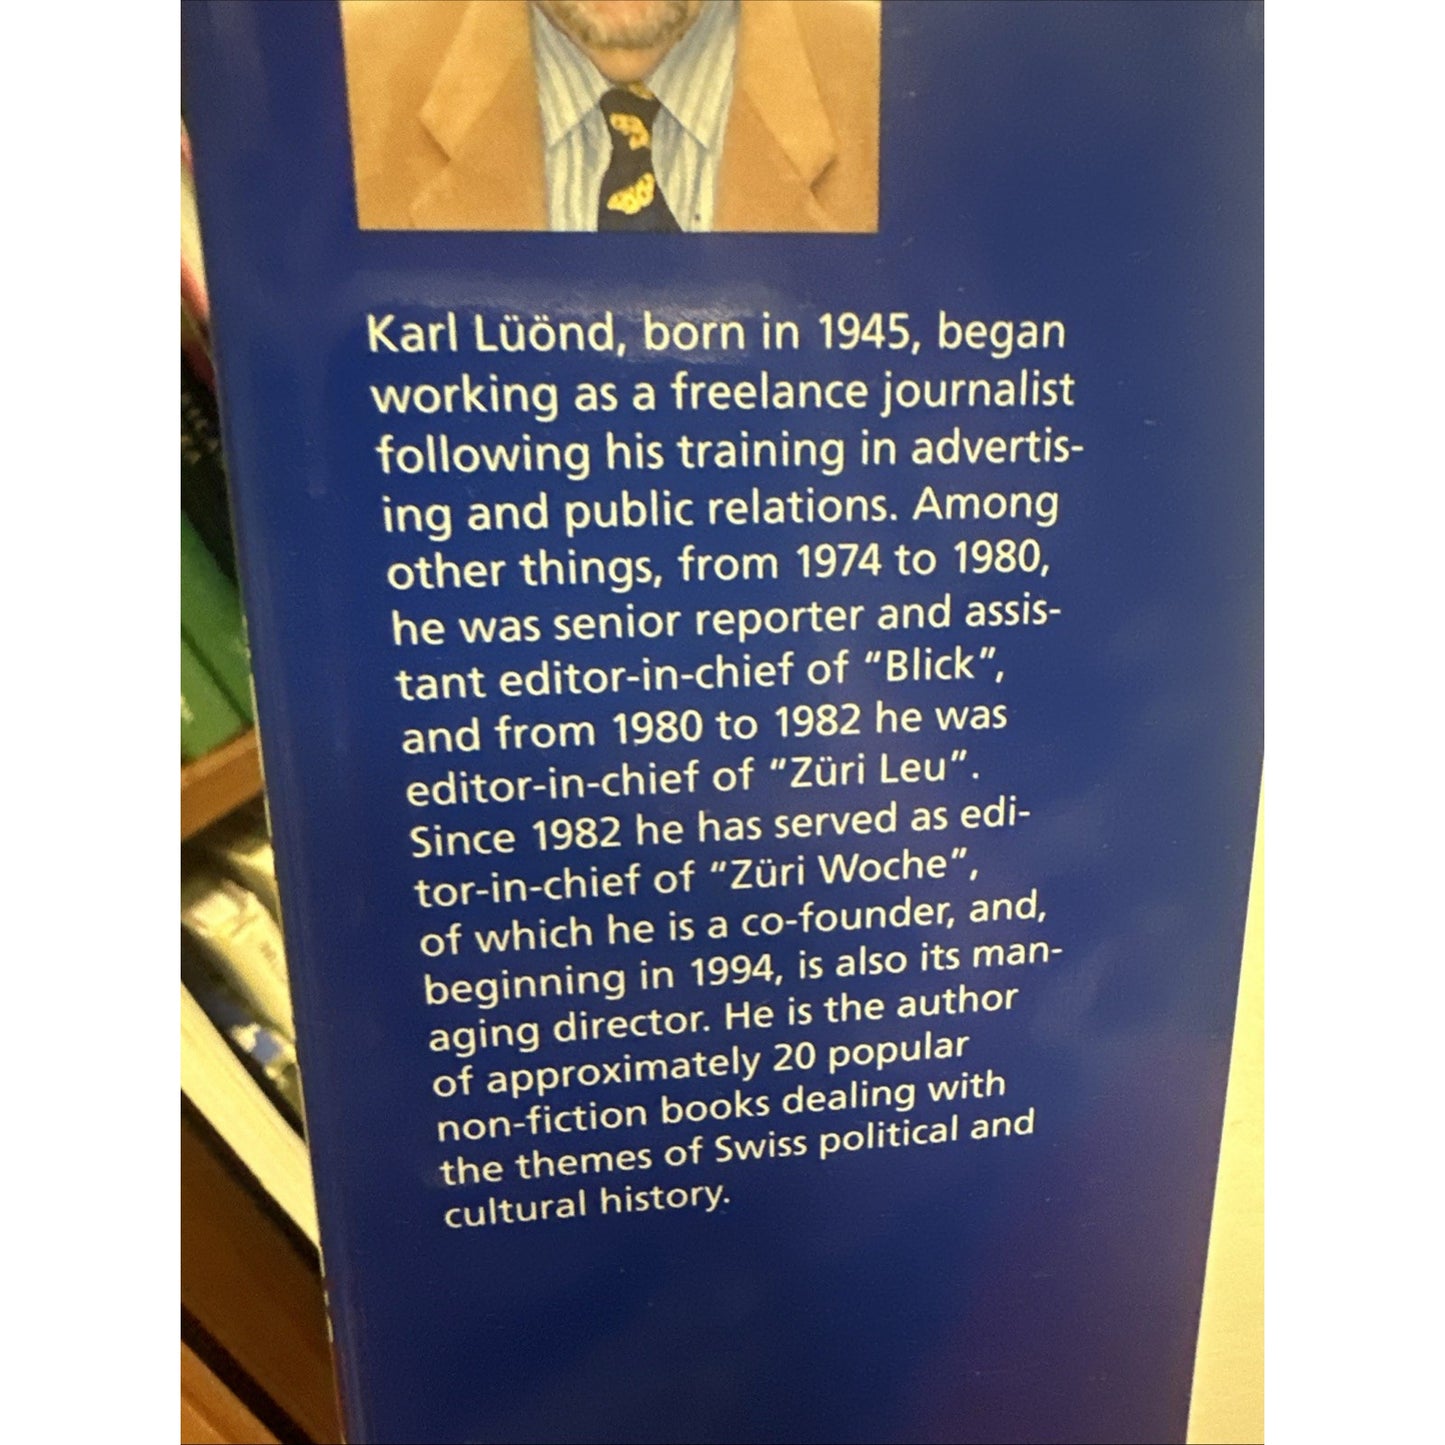 Karl Lüönd, born in 1945, began
working as a freelance journalist
following his training in advertis-
ing and public relations. Among
other things, from 1974 to 1980,
he was senior reporter and assis-
tant editor-in-chief of “Blick”,
and from 1980 to 1982 he was
editor-in-chief of “Züri Leu”.
Since 1982 he has served as edi-
tor-in-chief of “Züri Woche”,
of which he is a co-founder, and,
beginning in 1994, is also its man-
aging director. He is the author
of approximately 20 popular
non-fiction books dealing with
the themes of Swiss political and
cultural history.